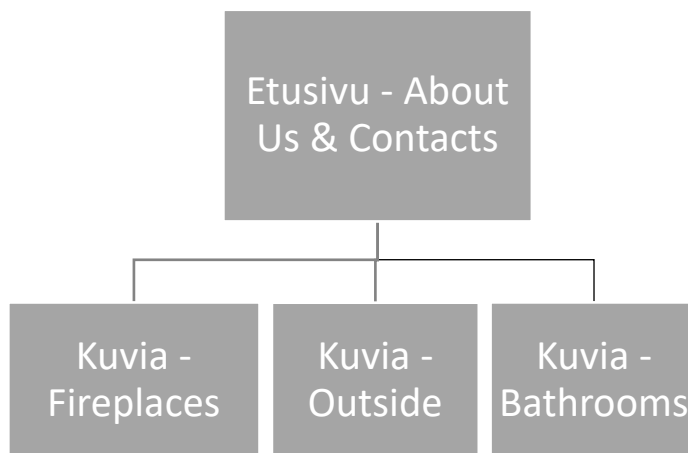 Etusivu - About
Us & Contacts
Kuvia -
Fireplaces
Kuvia -
Outside
Kuvia -
Bathrooms